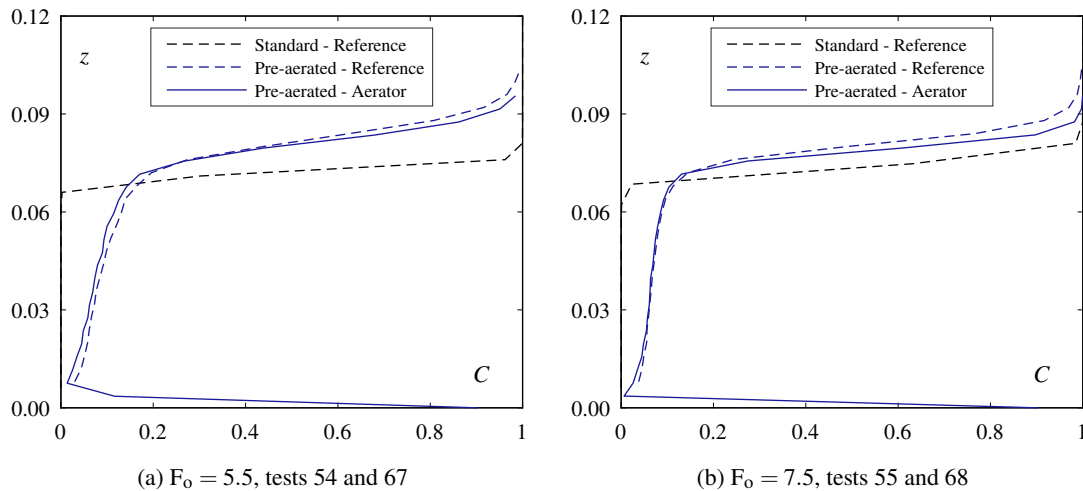 0.12
0.09
0.06
0.03
0.00
z
Standard - Reference
Pre-aerated - Reference
Pre-aerated - Aerator
C
0 0.2 0.4 0.6 0.8 1
(a) Fₒ = 5.5, tests 54 and 67
0.12
0.09
0.06
0.03
0.00
z
Standard - Reference
Pre-aerated - Reference
Pre-aerated - Aerator
C
0 0.2 0.4 0.6 0.8 1
(b) Fₒ = 7.5, tests 55 and 68